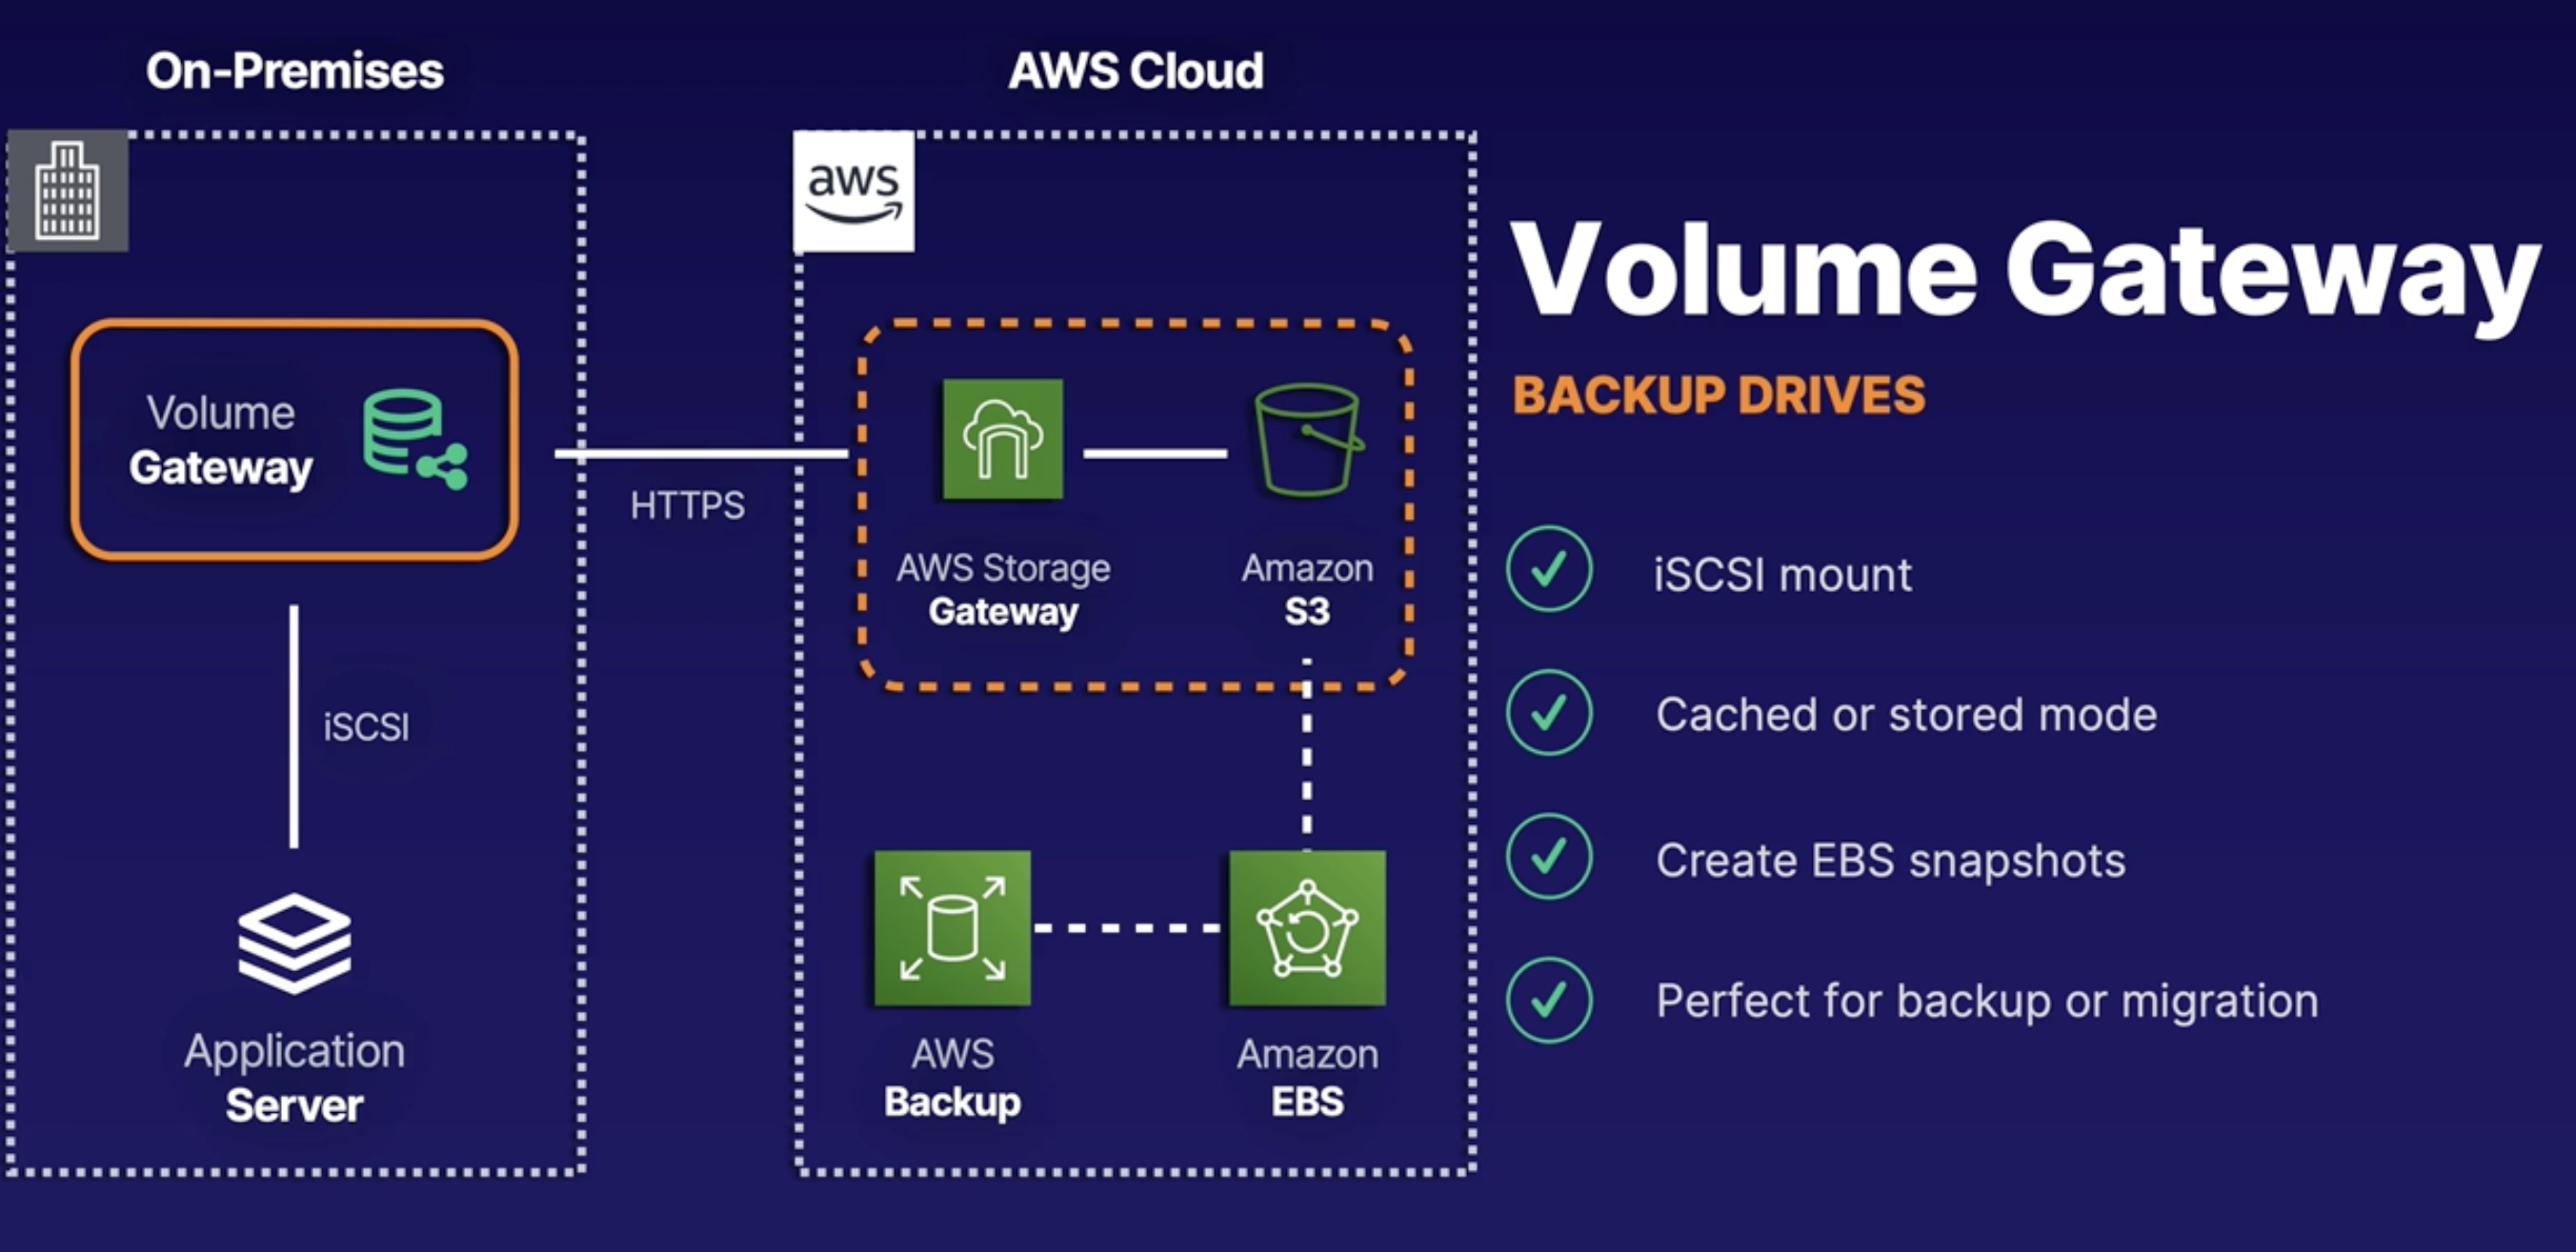 On-Premises
AWS Cloud
aws
Volume
Gateway
HTTPS
AWS Storage
Gateway
Amazon
S3
iSCSI
Application
Server
AWS
Backup
Amazon
EBS
Volume Gateway
BACKUP DRIVES
iSCSI mount
Cached or stored mode
Create EBS snapshots
Perfect for backup or migration